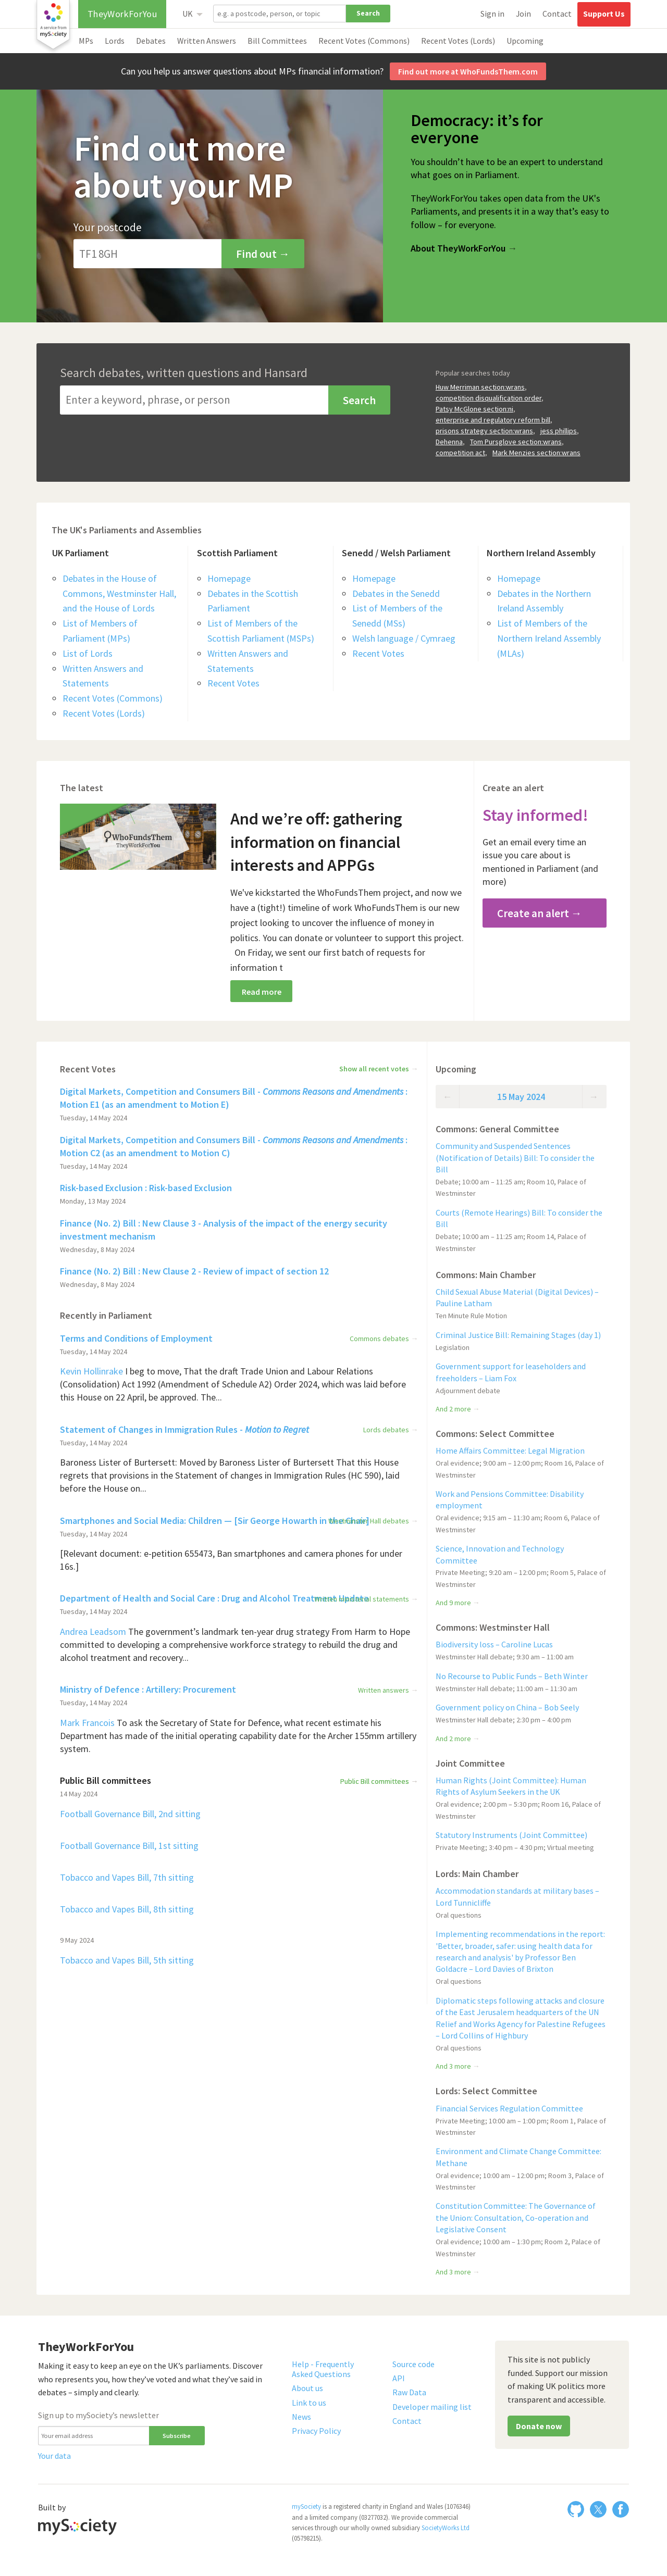 A service from
mySociety
TheyWorkForYou
UK
e.g. a postcode, person, or topic
Search
Sign in
Join
Contact
Support Us
MPs
Lords
Debates
Written Answers
Bill Committees
Recent Votes (Commons)
Recent Votes (Lords)
Upcoming
Can you help us answer questions about MPs financial information?
Find out more at WhoFundsThem.com
Find out more
about your MP
Your postcode
TF1 8GH
Find out →
Democracy: it's for
everyone
You shouldn't have to be an expert to understand
what goes on in Parliament.
TheyWorkForYou takes open data from the UK's
Parliaments, and presents it in a way that's easy to
follow – for everyone.
About TheyWorkForYou →
Search debates, written questions and Hansard
Enter a keyword, phrase, or person
Search
Popular searches today
Huw Merriman section:wrans,
competition disqualification order,
Patsy McGlone section:ni,
enterprise and regulatory reform bill,
prisons strategy section:wrans, jess phillips,
Dehenna, Tom Pursglove section:wrans,
competition act, Mark Menzies section:wrans
The UK's Parliaments and Assemblies
UK Parliament
Debates in the House of
Commons, Westminster Hall,
and the House of Lords
List of Members of
Parliament (MPs)
List of Lords
Written Answers and
Statements
Recent Votes (Commons)
Recent Votes (Lords)
Scottish Parliament
Homepage
Debates in the Scottish
Parliament
List of Members of the
Scottish Parliament (MSPs)
Written Answers and
Statements
Recent Votes
Senedd / Welsh Parliament
Homepage
Debates in the Senedd
List of Members of the
Senedd (MSs)
Welsh language / Cymraeg
Recent Votes
Northern Ireland Assembly
Homepage
Debates in the Northern
Ireland Assembly
List of Members of the
Northern Ireland Assembly
(MLAs)
The latest
WhoFundsThem
TheyWorkForYou
And we're off: gathering
information on financial
interests and APPGs
We've kickstarted the WhoFundsThem project, and now we
have a (tight!) timeline of work WhoFundsThem is our new
project looking to uncover the influence of money in
politics. You can donate or volunteer to support this project.
On Friday, we sent our first batch of requests for
information t
Read more
Create an alert
Stay informed!
Get an email every time an
issue you care about is
mentioned in Parliament (and
more)
Create an alert →
Recent Votes
Show all recent votes →
Digital Markets, Competition and Consumers Bill - Commons Reasons and Amendments :
Motion E1 (as an amendment to Motion E)
Tuesday, 14 May 2024
Digital Markets, Competition and Consumers Bill - Commons Reasons and Amendments :
Motion C2 (as an amendment to Motion C)
Tuesday, 14 May 2024
Risk-based Exclusion : Risk-based Exclusion
Monday, 13 May 2024
Finance (No. 2) Bill : New Clause 3 - Analysis of the impact of the energy security
investment mechanism
Wednesday, 8 May 2024
Finance (No. 2) Bill : New Clause 2 - Review of impact of section 12
Wednesday, 8 May 2024
Recently in Parliament
Terms and Conditions of Employment
Commons debates →
Tuesday, 14 May 2024
Kevin Hollinrake I beg to move, That the draft Trade Union and Labour Relations
(Consolidation) Act 1992 (Amendment of Schedule A2) Order 2024, which was laid before
this House on 22 April, be approved. The...
Statement of Changes in Immigration Rules - Motion to Regret
Lords debates →
Tuesday, 14 May 2024
Baroness Lister of Burtersett: Moved by Baroness Lister of Burtersett That this House
regrets that provisions in the Statement of changes in Immigration Rules (HC 590), laid
before the House on...
Smartphones and Social Media: Children — [Sir George Howarth in the Chair]
Hall debates →
Tuesday, 14 May 2024
[Relevant document: e-petition 655473, Ban smartphones and camera phones for under
16s.]
Department of Health and Social Care : Drug and Alcohol Treatment Update
statements →
Tuesday, 14 May 2024
Andrea Leadsom The government's landmark ten-year drug strategy From Harm to Hope
committed to developing a comprehensive workforce strategy to rebuild the drug and
alcohol treatment and recovery...
Ministry of Defence : Artillery: Procurement
Written answers →
Tuesday, 14 May 2024
Mark Francois To ask the Secretary of State for Defence, what recent estimate his
Department has made of the initial operating capability date for the Archer 155mm artillery
system.
Public Bill committees
Public Bill committees →
14 May 2024
Football Governance Bill, 2nd sitting
Football Governance Bill, 1st sitting
Tobacco and Vapes Bill, 7th sitting
Tobacco and Vapes Bill, 8th sitting
9 May 2024
Tobacco and Vapes Bill, 5th sitting
Upcoming
← 15 May 2024 →
Commons: General Committee
Community and Suspended Sentences
(Notification of Details) Bill: To consider the
Bill
Debate; 10:00 am – 11:25 am; Room 10, Palace of
Westminster
Courts (Remote Hearings) Bill: To consider the
Bill
Debate; 10:00 am – 11:25 am; Room 14, Palace of
Westminster
Commons: Main Chamber
Child Sexual Abuse Material (Digital Devices) –
Pauline Latham
Ten Minute Rule Motion
Criminal Justice Bill: Remaining Stages (day 1)
Legislation
Government support for leaseholders and
freeholders – Liam Fox
Adjournment debate
And 2 more →
Commons: Select Committee
Home Affairs Committee: Legal Migration
Oral evidence; 9:00 am – 12:00 pm; Room 16, Palace of
Westminster
Work and Pensions Committee: Disability
employment
Oral evidence; 9:15 am – 11:30 am; Room 6, Palace of
Westminster
Science, Innovation and Technology
Committee
Private Meeting; 9:20 am – 12:00 pm; Room 5, Palace of
Westminster
And 9 more →
Commons: Westminster Hall
Biodiversity loss – Caroline Lucas
Westminster Hall debate; 9:30 am – 11:00 am
No Recourse to Public Funds – Beth Winter
Westminster Hall debate; 11:00 am – 11:30 am
Government policy on China – Bob Seely
Westminster Hall debate; 2:30 pm – 4:00 pm
And 2 more →
Joint Committee
Human Rights (Joint Committee): Human
Rights of Asylum Seekers in the UK
Oral evidence; 2:00 pm – 5:30 pm; Room 16, Palace of
Westminster
Statutory Instruments (Joint Committee)
Private Meeting; 3:40 pm – 4:30 pm; Virtual meeting
Lords: Main Chamber
Accommodation standards at military bases –
Lord Tunnicliffe
Oral questions
Implementing recommendations in the report:
'Better, broader, safer: using health data for
research and analysis' by Professor Ben
Goldacre – Lord Davies of Brixton
Oral questions
Diplomatic steps following attacks and closure
of the East Jerusalem headquarters of the UN
Relief and Works Agency for Palestine Refugees
– Lord Collins of Highbury
Oral questions
And 3 more →
Lords: Select Committee
Financial Services Regulation Committee
Private Meeting; 10:00 am – 1:00 pm; Room 1, Palace of
Westminster
Environment and Climate Change Committee:
Methane
Oral evidence; 10:00 am – 12:00 pm; Room 3, Palace of
Westminster
Constitution Committee: The Governance of
the Union: Consultation, Co-operation and
Legislative Consent
Oral evidence; 10:00 am – 1:30 pm; Room 2, Palace of
Westminster
And 3 more →
TheyWorkForYou
Making it easy to keep an eye on the UK's parliaments. Discover
who represents you, how they've voted and what they've said in
debates – simply and clearly.
Sign up to mySociety's newsletter
Your email address
Subscribe
Your data
Help - Frequently
Asked Questions
About us
Link to us
News
Privacy Policy
Source code
API
Raw Data
Developer mailing list
Contact
This site is not publicly
funded. Support our mission
of making UK politics more
transparent and accessible.
Donate now
Built by
mySociety
mySociety is a registered charity in England and Wales (1076346)
and a limited company (03277032). We provide commercial
services through our wholly owned subsidiary SocietyWorks Ltd
(05798215).